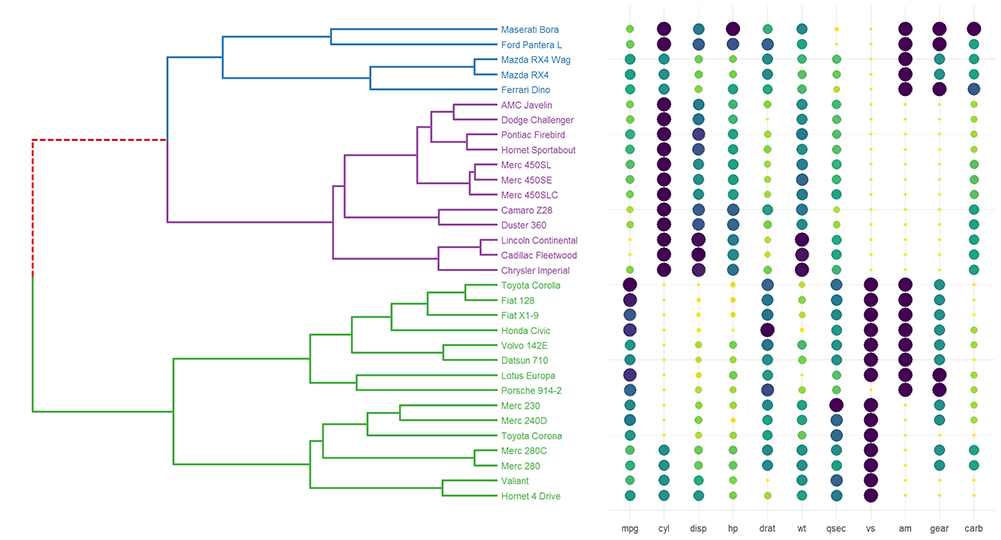 Maserati Bora
Ford Pantera L
Mazda RX4 Wag
Mazda RX4
Ferrari Dino
AMC Javelin
Dodge Challenger
Pontiac Firebird
Hornet Sportabout
Merc 450SL
Merc 450SE
Merc 450SLC
Camaro Z28
Duster 360
Lincoln Continental
Cadillac Fleetwood
Chrysler Imperial
Toyota Corolla
Fiat 128
Fiat X1-9
Honda Civic
Volvo 142E
Datsun 710
Lotus Europa
Porsche 914-2
Merc 230
Merc 240D
Toyota Corona
Merc 280C
Merc 280
Valiant
Hornet 4 Drive
mpg cyl disp hp drat wt qsec vs am gear carb